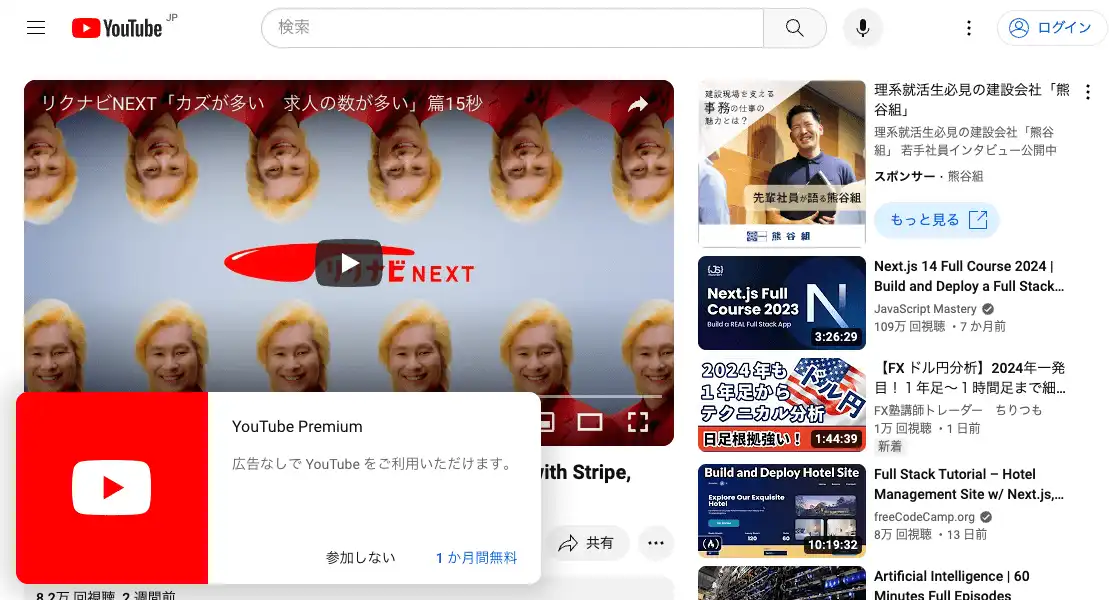 YouTube JP
検索
ログイン
リクナビNEXT「カズが多い 求人の数が多い」篇15秒
リクナビNEXT
YouTube Premium
広告なしで YouTube をご利用いただけます。
参加しない
1 か月間無料
with Stripe,
共有
8.2万 回視聴 2 週間前
建設現場を支える
事務の仕事の
魅力とは?
先輩社員が語る熊谷組
熊谷組
理系就活生必見の建設会社「熊
谷組」
理系就活生必見の建設会社「熊谷
組」 若手社員インタビュー公開中
スポンサー・熊谷組
もっと見る
JS
Next.js Full
Course 2023
Build a REAL Full Stack App
N
3:26:29
Next.js 14 Full Course 2024 |
Build and Deploy a Full Stack…
JavaScript Mastery
109万 回視聴・7 か月前
2024年も
1年足から
テクニカル分析
ドル円
日足根拠強い!
1:44:39
【FX ドル円分析】2024年一発
目!1年足〜1時間足まで細…
FX塾講師トレーダー ちりつも
1万 回視聴・1 日前
新着
Build and Deploy Hotel Site
Explore Our Exquisite
Hotel
10:19:32
Full Stack Tutorial – Hotel
Management Site w/ Next.js,…
freeCodeCamp.org
8万 回視聴・13 日前
Artificial Intelligence | 60
Minutes Full Episodes